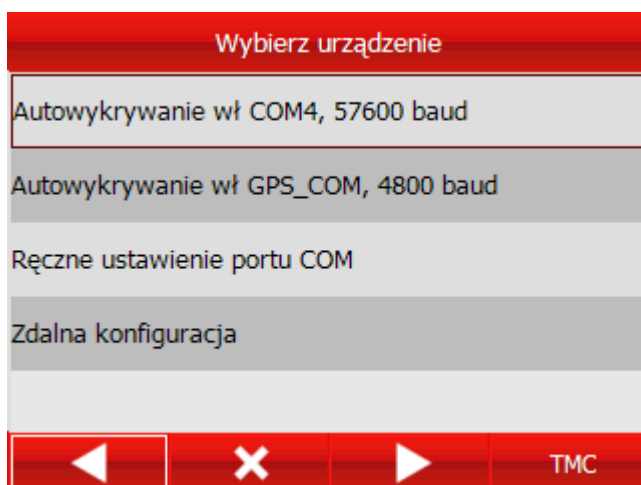 Wybierz urządzenie
Autowykrywanie wł COM4, 57600 baud
Autowykrywanie wł GPS_COM, 4800 baud
Ręczne ustawienie portu COM
Zdalna konfiguracja
TMC